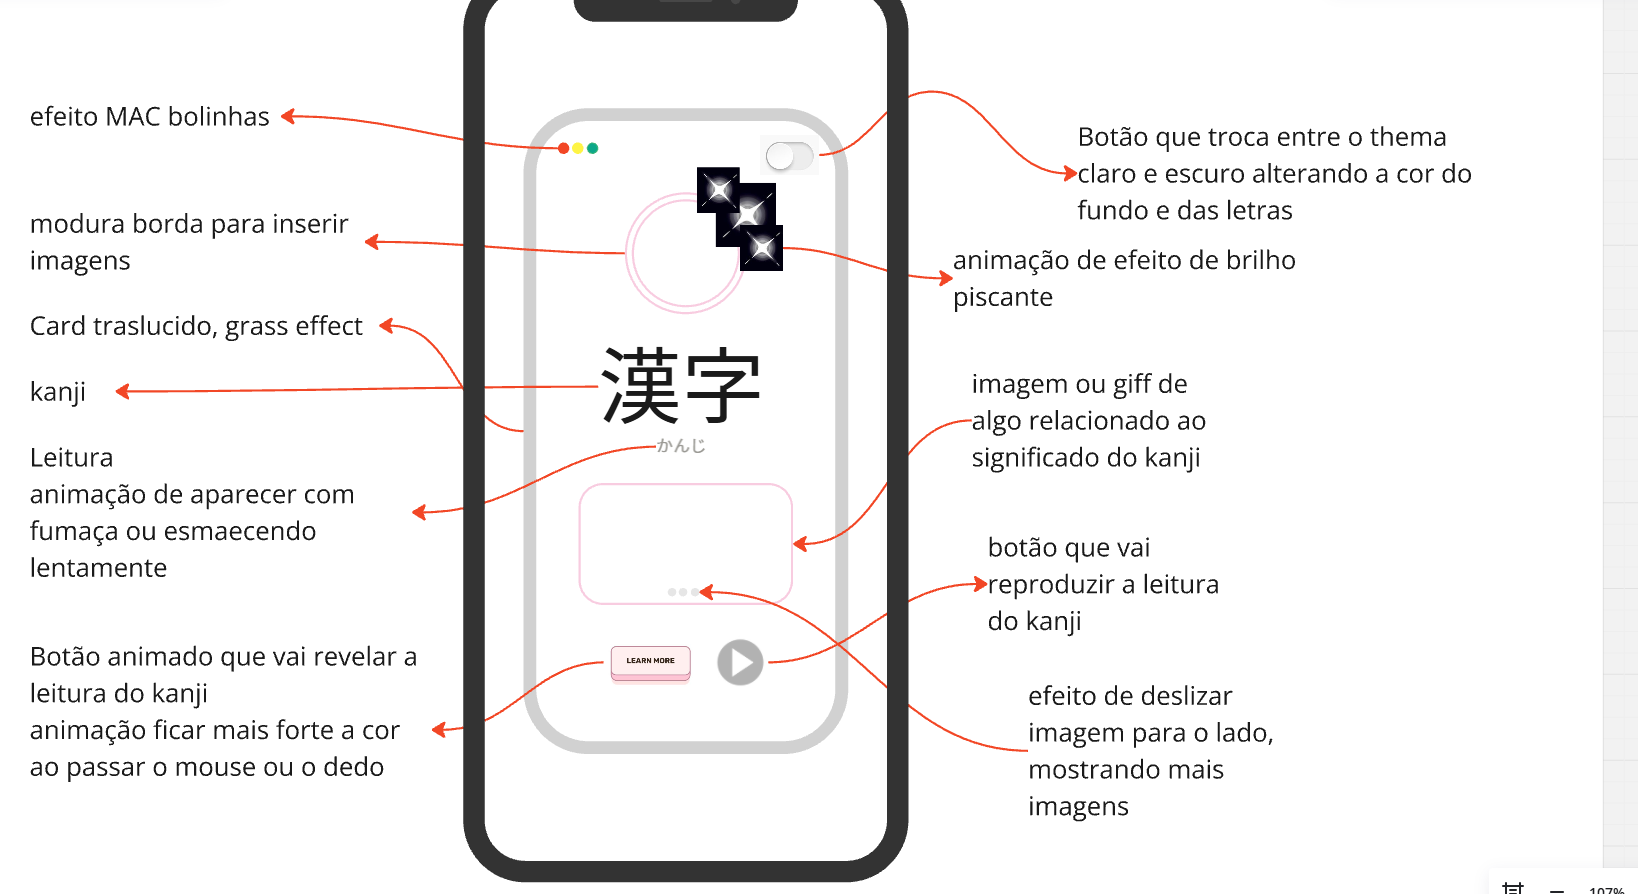 efeito MAC bolinhas
modura borda para inserir
imagens
Card traslucido, grass effect
kanji
Leitura
animação de aparecer com
fumaça ou esmaecendo
lentamente
Botão animado que vai revelar a
leitura do kanji
animação ficar mais forte a cor
ao passar o mouse ou o dedo
漢字
かんじ
LEARN MORE
Botão que troca entre o thema
claro e escuro alterando a cor do
fundo e das letras
animação de efeito de brilho
piscante
imagem ou giff de
algo relacionado ao
significado do kanji
botão que vai
reproduzir a leitura
do kanji
efeito de deslizar
imagem para o lado,
mostrando mais
imagens
107%